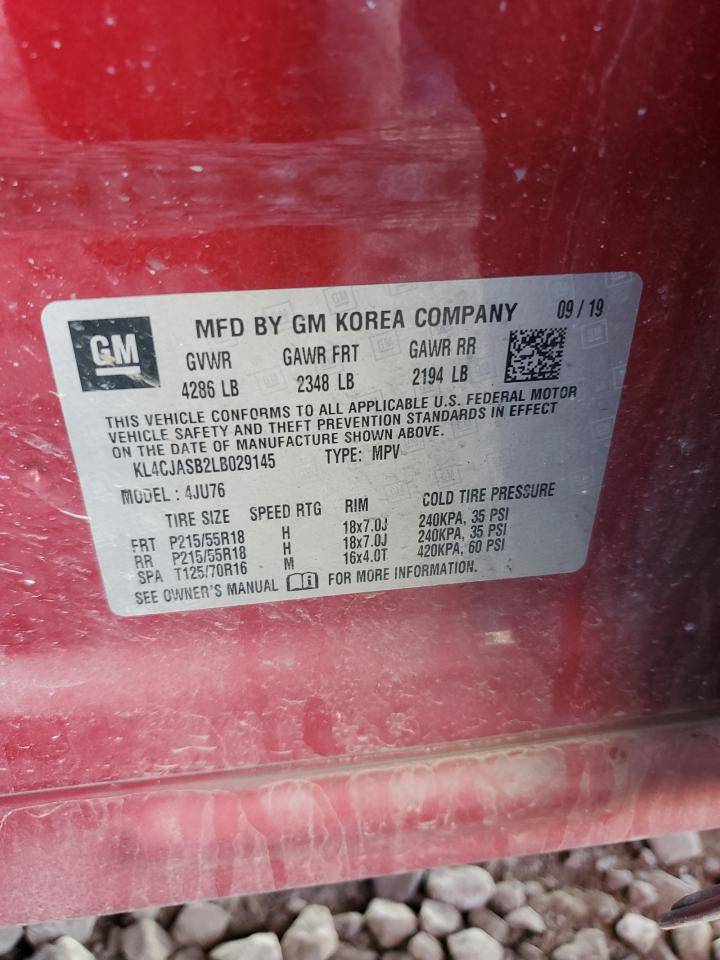 GM
MFD BY GM KOREA COMPANY 09 / 19
GVWR GAWR FRT GAWR RR
4286 LB 2348 LB 2194 LB
THIS VEHICLE CONFORMS TO ALL APPLICABLE U.S. FEDERAL MOTOR
VEHICLE SAFETY AND THEFT PREVENTION STANDARDS IN EFFECT
ON THE DATE OF MANUFACTURE SHOWN ABOVE.
KL4CJASB2LB029145 TYPE: MPV
MODEL : 4JU76
TIRE SIZE SPEED RTG RIM COLD TIRE PRESSURE
FRT P215/55R18 H 18x7.0J 240KPA, 35 PSI
RR P215/55R18 H 18x7.0J 240KPA, 35 PSI
SPA T125/70R16 M 16x4.0T 420KPA, 60 PSI
SEE OWNER'S MANUAL FOR MORE INFORMATION.